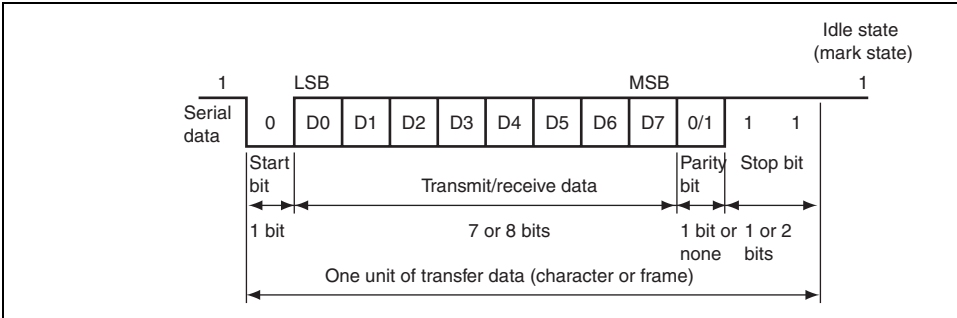 Idle state
(mark state)
1 LSB MSB 1
Serial
data
0 D0 D1 D2 D3 D4 D5 D6 D7 0/1 1 1
Start
bit
Transmit/receive data
Parity
bit
Stop bit
1 bit
7 or 8 bits
1 bit or
none
1 or 2
bits
One unit of transfer data (character or frame)